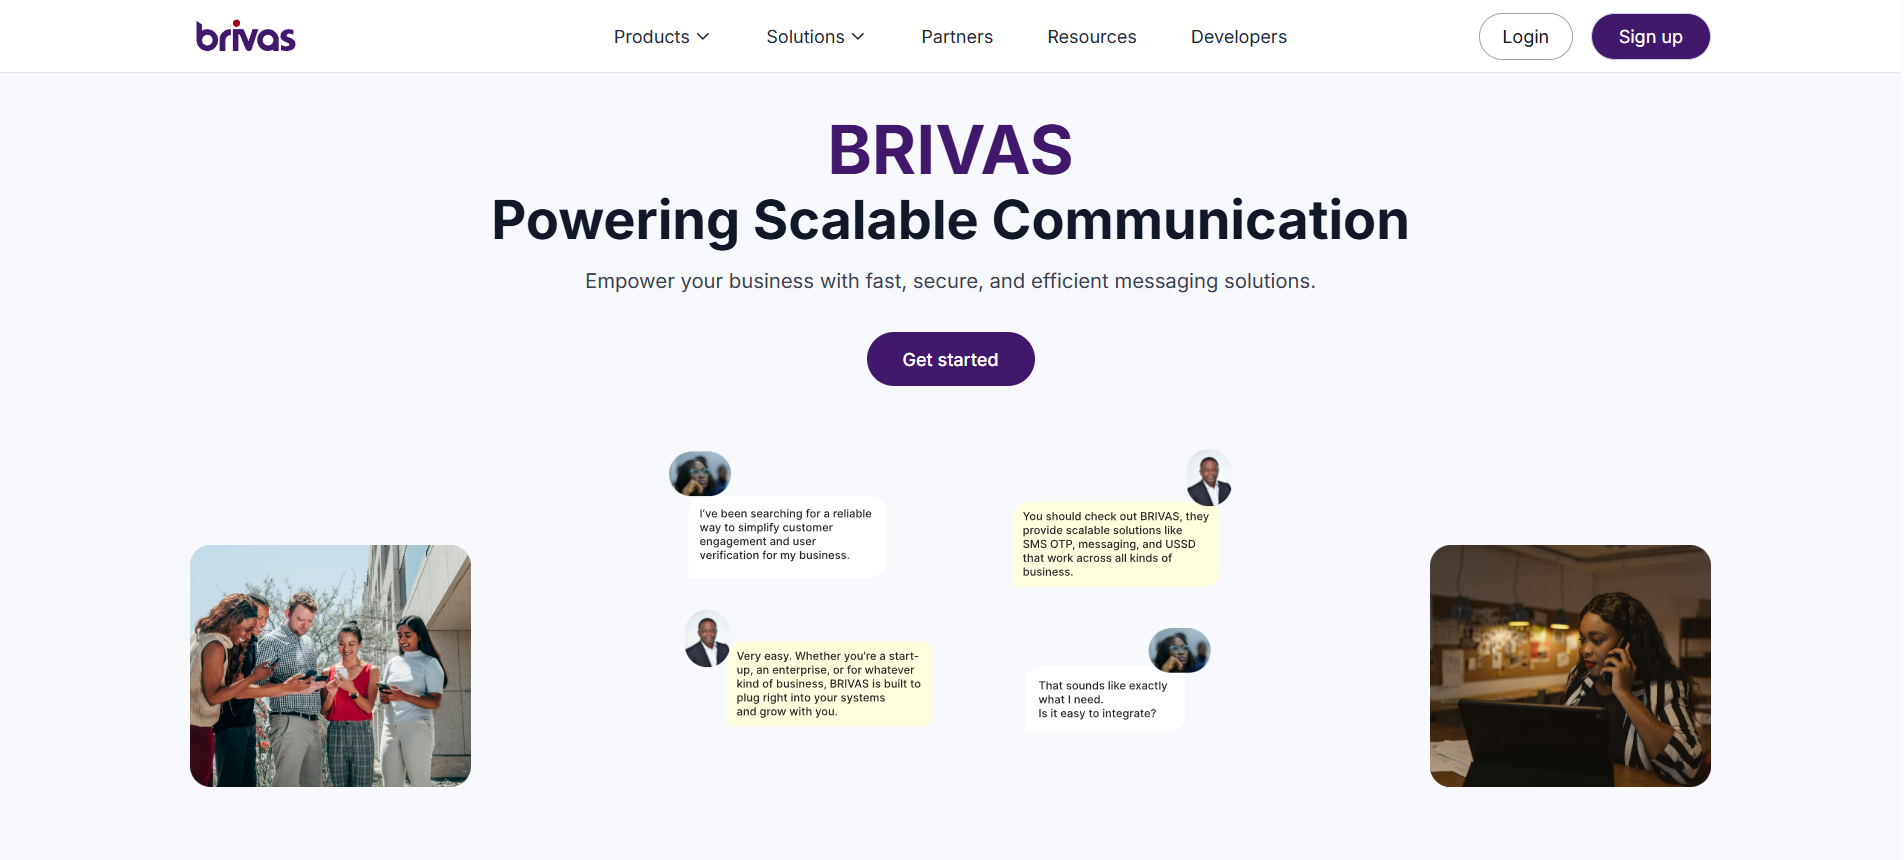 brivas
Products
Solutions
Partners
Resources
Developers
Login
Sign up
BRIVAS
Powering Scalable Communication
Empower your business with fast, secure, and efficient messaging solutions.
Get started
I've been searching for a reliable
way to simplify customer
engagement and user
verification for my business.
You should check out BRIVAS, they
provide scalable solutions like
SMS OTP, messaging, and USSD
that work across all kinds of
business.
Very easy. Whether you're a start-
up, an enterprise, or for whatever
kind of business, BRIVAS is built to
plug right into your systems
and grow with you.
That sounds like exactly
what I need.
Is it easy to integrate?